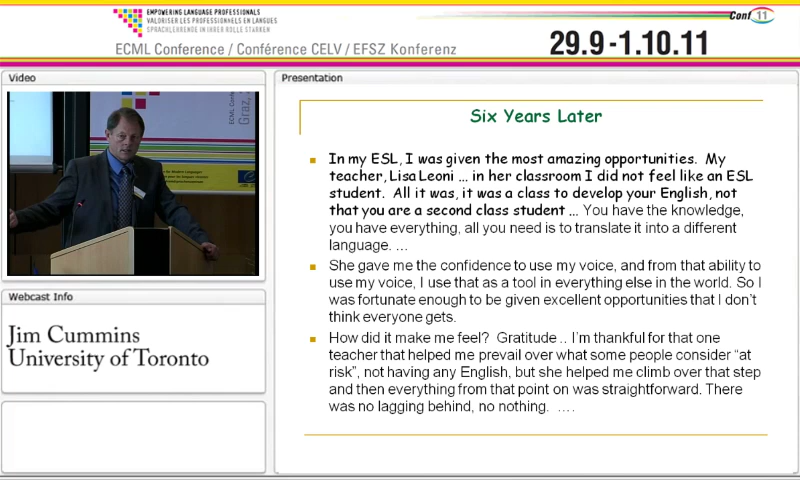 EMPOWERING LANGUAGE PROFESSIONALS
VALORISER LES PROFESSIONNELS EN LANGUES
SPRACHLEHRENDE IN IHRER ROLLE STÄRKEN
ECML Conference / Conférence CELV / EFSZ Konferenz
Conf 11
29.9-1.10.11
Video
ECML Conf
Graz,
Webcast Info
Jim Cummins
University of Toronto
Presentation
Six Years Later
In my ESL, I was given the most amazing opportunities. My
teacher, Lisa Leoni … in her classroom I did not feel like an ESL
student. All it was, it was a class to develop your English, not
that you are a second class student … You have the knowledge,
you have everything, all you need is to translate it into a different
language. …
She gave me the confidence to use my voice, and from that ability to
use my voice, I use that as a tool in everything else in the world. So I
was fortunate enough to be given excellent opportunities that I don't
think everyone gets.
How did it make me feel? Gratitude .. I'm thankful for that one
teacher that helped me prevail over what some people consider "at
risk", not having any English, but she helped me climb over that step
and then everything from that point on was straightforward. There
was no lagging behind, no nothing. ….